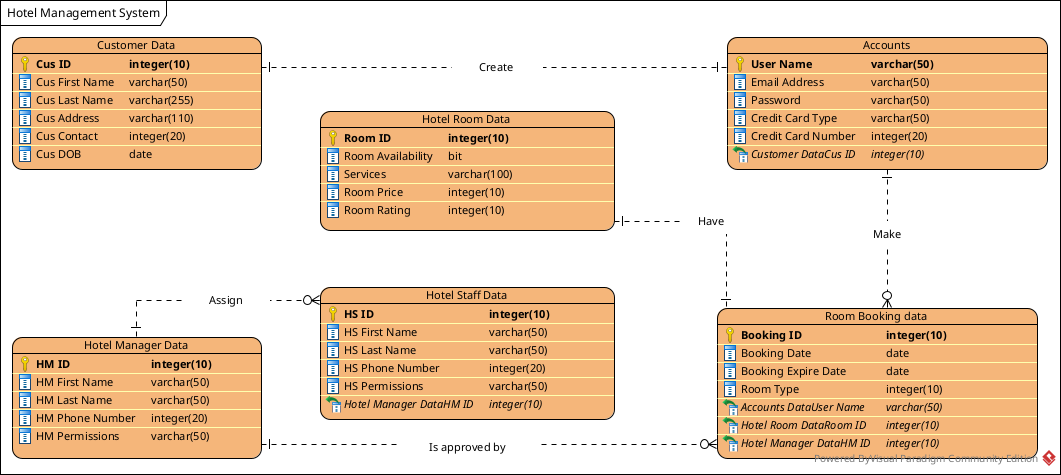 Hotel Management System
Customer Data
Cus ID integer(10)
Cus First Name varchar(50)
Cus Last Name varchar(255)
Cus Address varchar(110)
Cus Contact integer(20)
Cus DOB date
Create
Accounts
User Name varchar(50)
Email Address varchar(50)
Password varchar(50)
Credit Card Type varchar(50)
Credit Card Number integer(20)
Customer DataCus ID integer(10)
Hotel Room Data
Room ID integer(10)
Room Availability bit
Services varchar(100)
Room Price integer(10)
Room Rating integer(10)
Have
Make
Assign
Hotel Staff Data
HS ID integer(10)
HS First Name varchar(50)
HS Last Name varchar(50)
HS Phone Number integer(20)
HS Permissions varchar(50)
Hotel Manager DataHM ID integer(10)
Hotel Manager Data
HM ID integer(10)
HM First Name varchar(50)
HM Last Name varchar(50)
HM Phone Number integer(20)
HM Permissions varchar(50)
Is approved by
Room Booking data
Booking ID integer(10)
Booking Date date
Booking Expire Date date
Room Type integer(10)
Accounts DataUser Name varchar(50)
Hotel Room DataRoom ID integer(10)
Hotel Manager DataHM ID integer(10)
Powered ByVisual Paradigm Community Edition